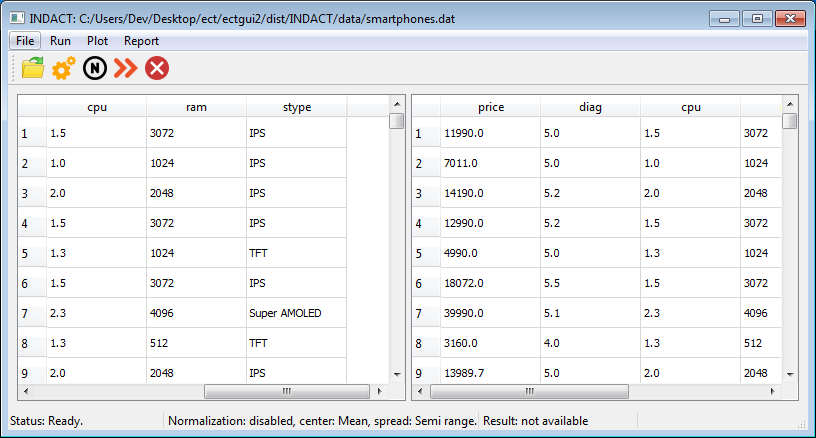 INDACT: C:/Users/Dev/Desktop/ect/ectgui2/dist/INDACT/data/smartphones.dat
File Run Plot Report
N
cpu ram stype price diag cpu
1 1.5 3072 IPS 1 11990.0 5.0 1.5 3072
2 1.0 1024 IPS 2 7011.0 5.0 1.0 1024
3 2.0 2048 IPS 3 14190.0 5.2 2.0 2048
4 1.5 3072 IPS 4 12990.0 5.2 1.5 3072
5 1.3 1024 TFT 5 4990.0 5.0 1.3 1024
6 1.5 3072 IPS 6 18072.0 5.5 1.5 3072
7 2.3 4096 Super AMOLED 7 39990.0 5.1 2.3 4096
8 1.3 512 TFT 8 3160.0 4.0 1.3 512
9 2.0 2048 IPS 9 13989.7 5.0 2.0 2048
Status: Ready. Normalization: disabled, center: Mean, spread: Semi range. Result: not available